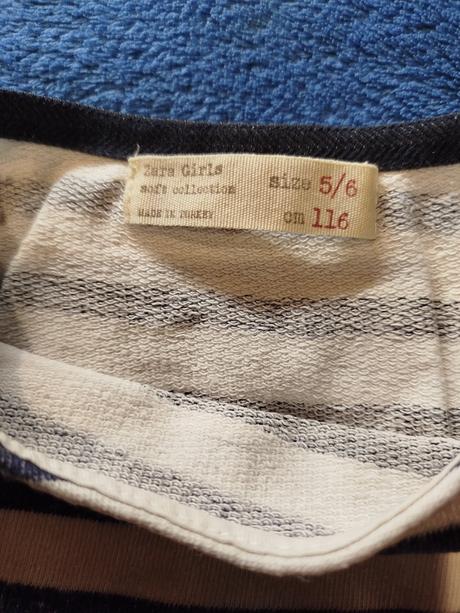 Zara Girls
soft collection
MADE IN TURKEY
size 5/6
cm 116